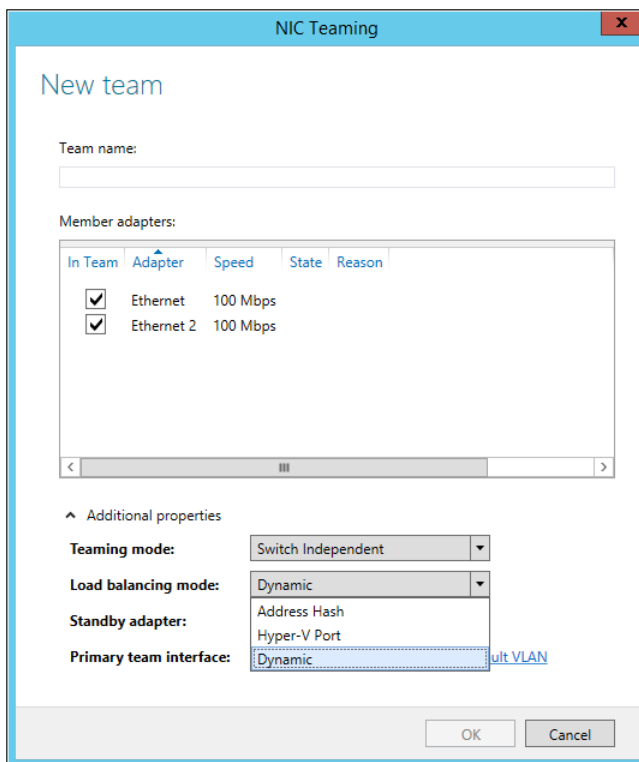 NIC Teaming
x
New team
Team name:
Member adapters:
In Team Adapter Speed State Reason
Ethernet 100 Mbps
Ethernet 2 100 Mbps
Additional properties
Teaming mode: Switch Independent
Load balancing mode: Dynamic
Address Hash
Standby adapter:
Hyper-V Port
Primary team interface: Dynamic ult VLAN
OK Cancel